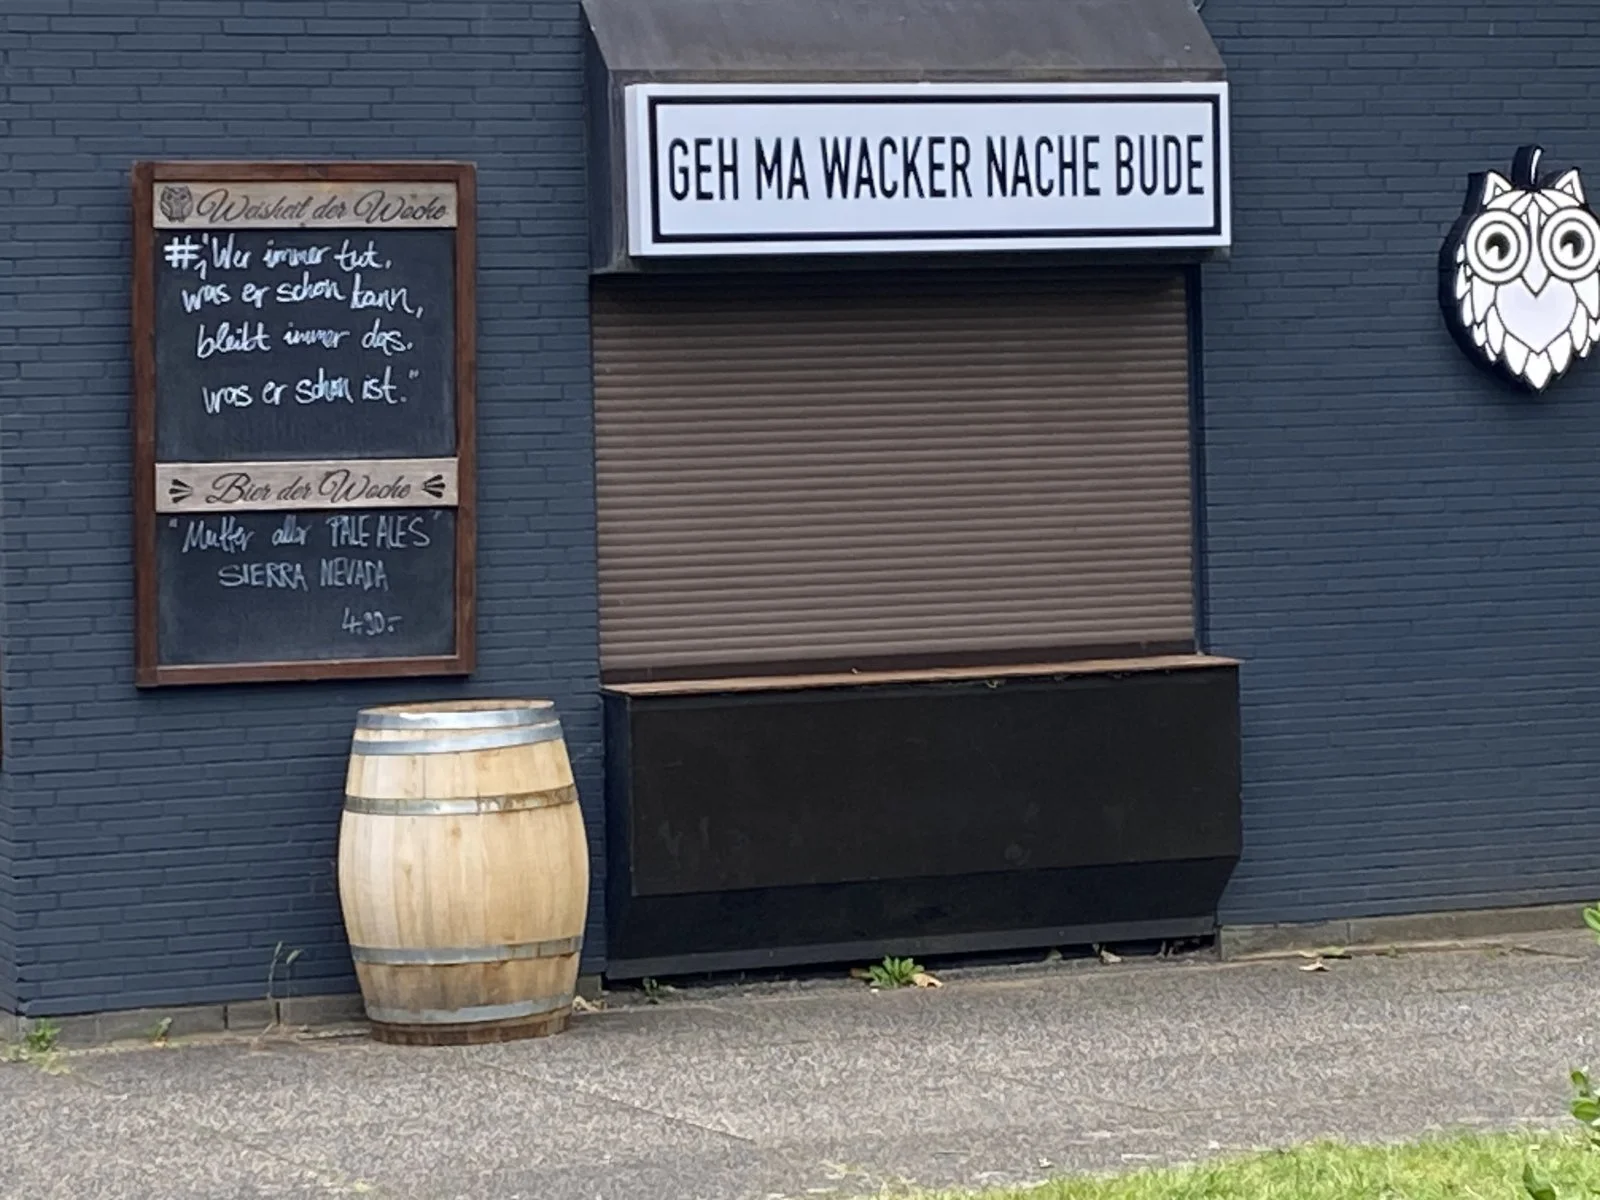 GEH MA WACKER NACHE BUDE
Weisheit der Woche
#1 "Wer immer tut,
was er schon kann,
bleibt immer das,
was er schon ist."
Bier der Woche
"Mutter aller PALE ALES"
SIERRA NEVADA
4.90-